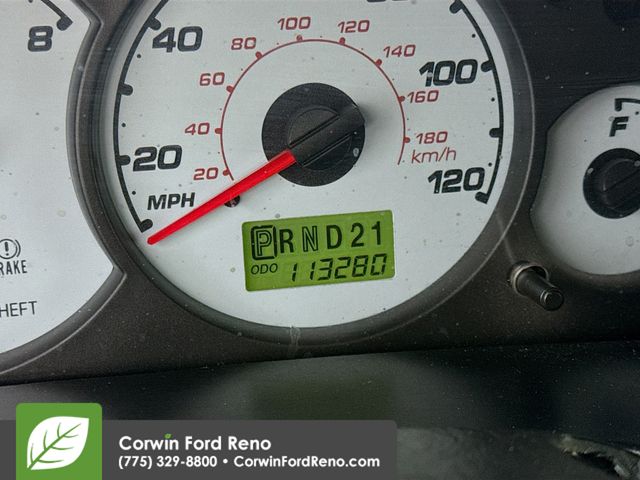 8
40
60
80
100
120
140
160
180
km/h
20
20
MPH
100
120
F
PRND21
ODO 113280
BRAKE
THEFT
Corwin Ford Reno
(775) 329-8800 • CorwinFordReno.com